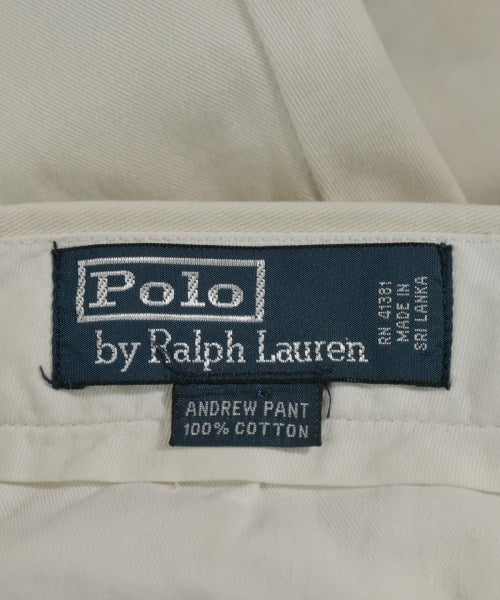 Polo
by Ralph Lauren
RN 41381
MADE IN
SRI LANKA
ANDREW PANT
100% COTTON